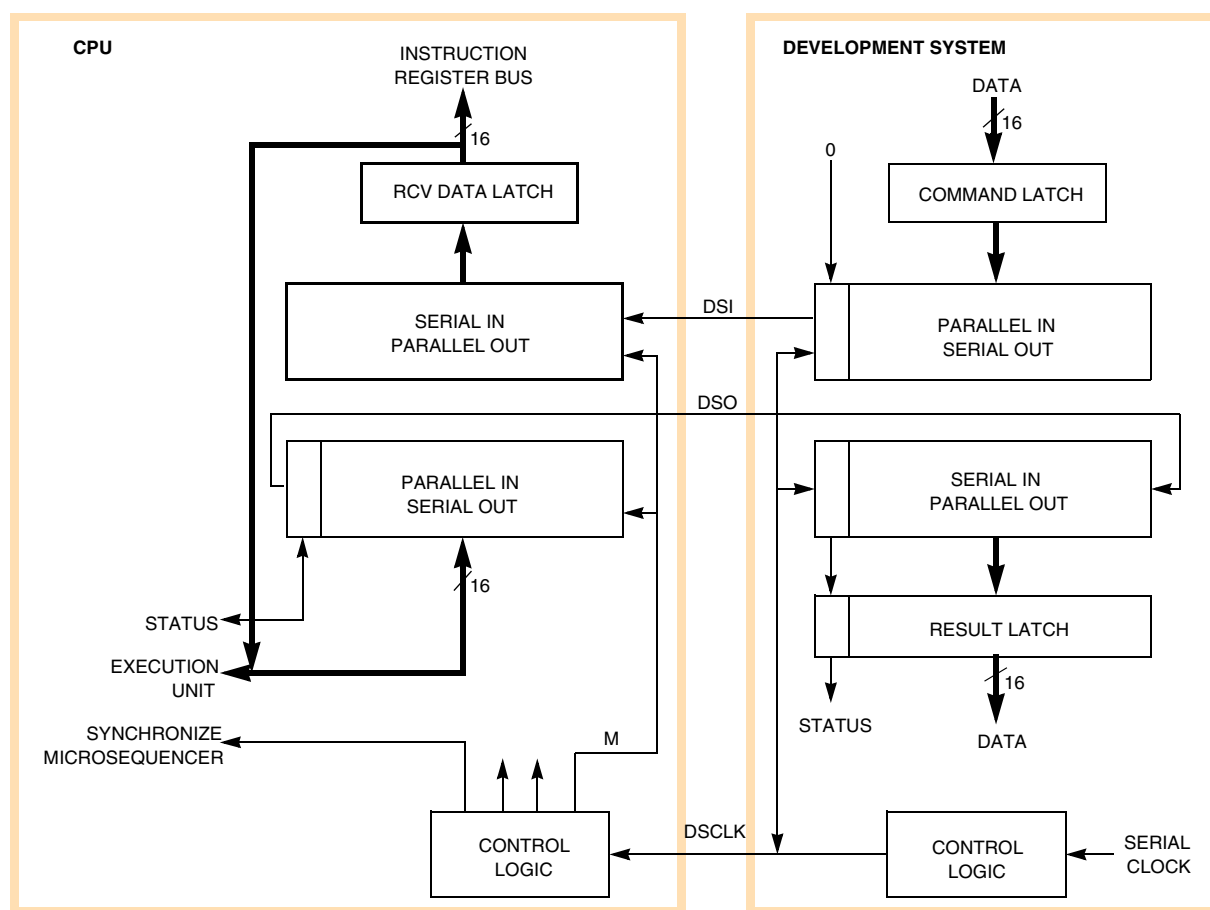 CPU
INSTRUCTION
REGISTER BUS
16
RCV DATA LATCH
SERIAL IN
PARALLEL OUT
PARALLEL IN
SERIAL OUT
16
STATUS
EXECUTION
UNIT
SYNCHRONIZE
MICROSEQUENCER
M
CONTROL
LOGIC
DSI
DSO
DSCLK
DEVELOPMENT SYSTEM
DATA
16
0
COMMAND LATCH
PARALLEL IN
SERIAL OUT
SERIAL IN
PARALLEL OUT
RESULT LATCH
16
STATUS
DATA
CONTROL
LOGIC
SERIAL
CLOCK